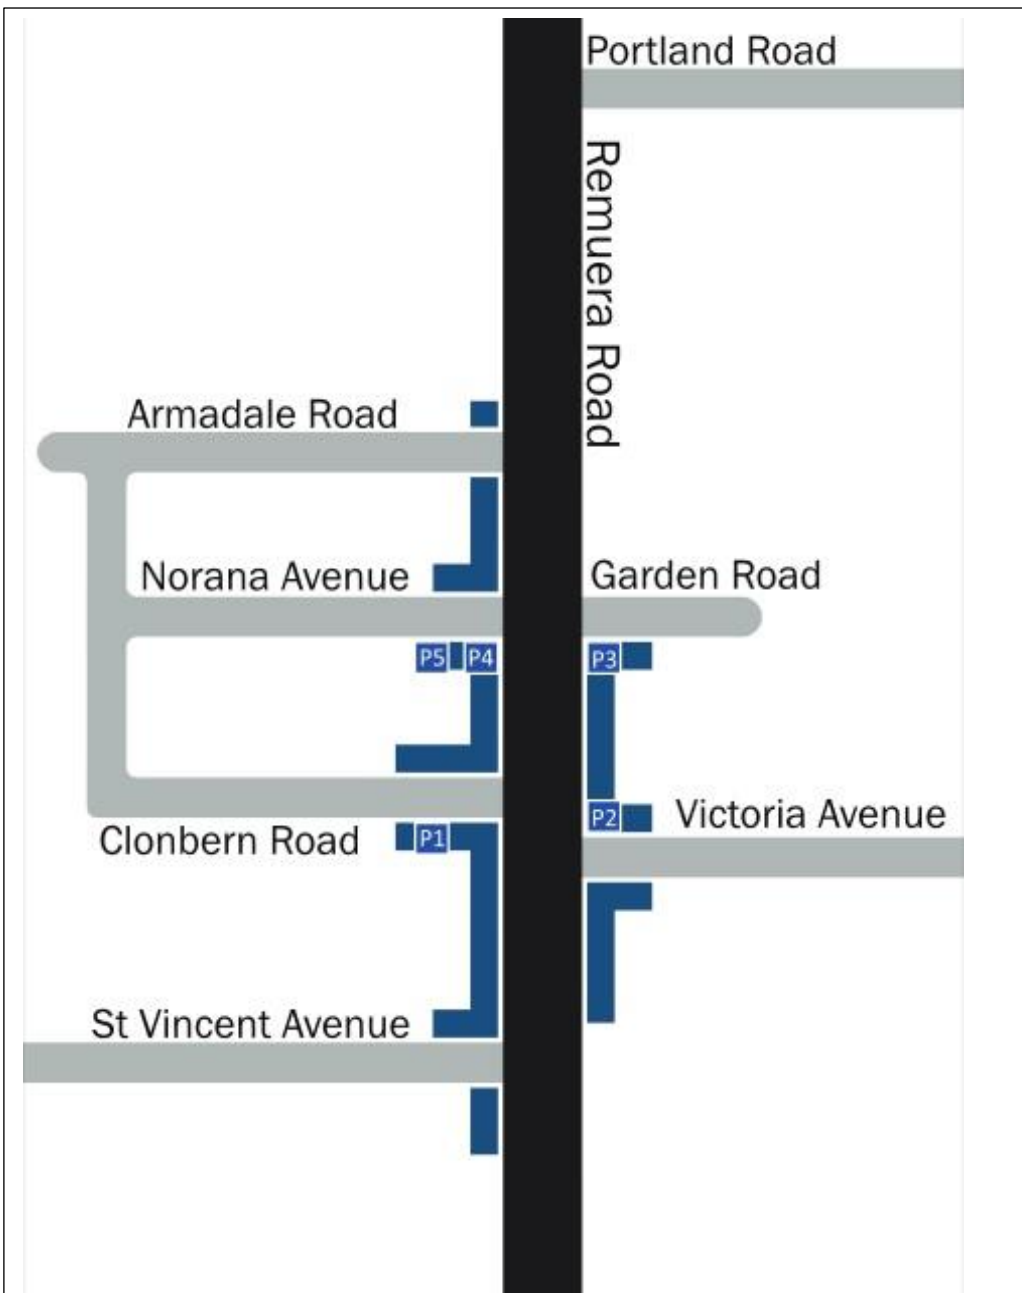 Portland Road
Remuera Road
Armadale Road
Norana Avenue
Garden Road
P5
P4
P3
P2
Victoria Avenue
Clonbern Road
P1
St Vincent Avenue